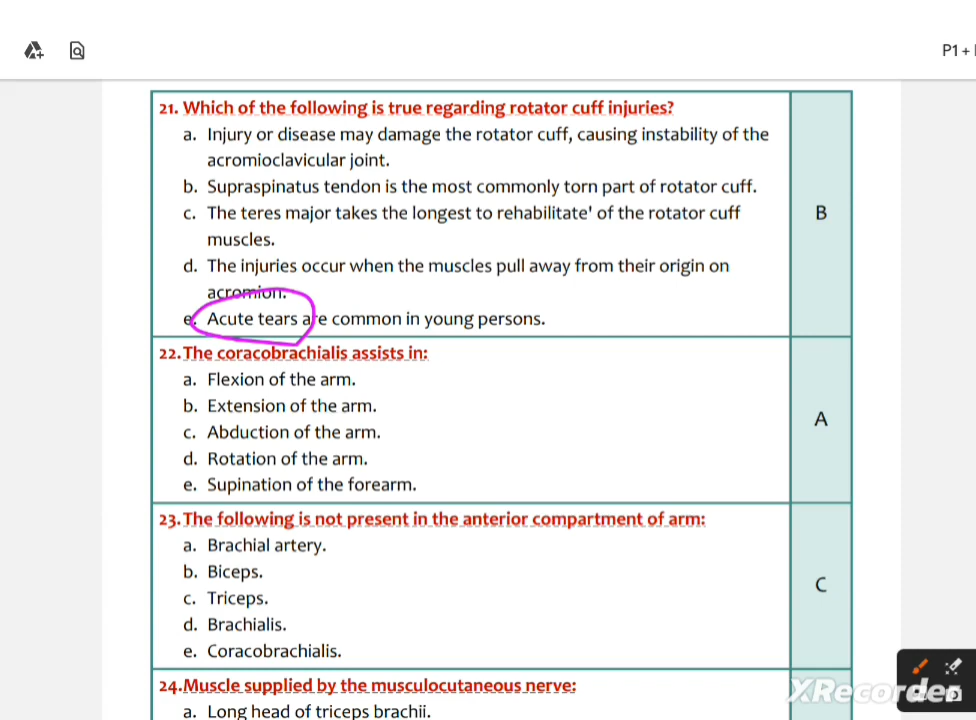 P1 +
21. Which of the following is true regarding rotator cuff injuries?
a. Injury or disease may damage the rotator cuff, causing instability of the
acromioclavicular joint.
b. Supraspinatus tendon is the most commonly torn part of rotator cuff.
c. The teres major takes the longest to rehabilitate' of the rotator cuff
muscles.
d. The injuries occur when the muscles pull away from their origin on
acromion.
e. Acute tears are common in young persons.
B
22. The coracobrachialis assists in:
a. Flexion of the arm.
b. Extension of the arm.
c. Abduction of the arm.
d. Rotation of the arm.
e. Supination of the forearm.
A
23. The following is not present in the anterior compartment of arm:
a. Brachial artery.
b. Biceps.
c. Triceps.
d. Brachialis.
e. Coracobrachialis.
C
24. Muscle supplied by the musculocutaneous nerve:
a. Long head of triceps brachii.
XRecorder